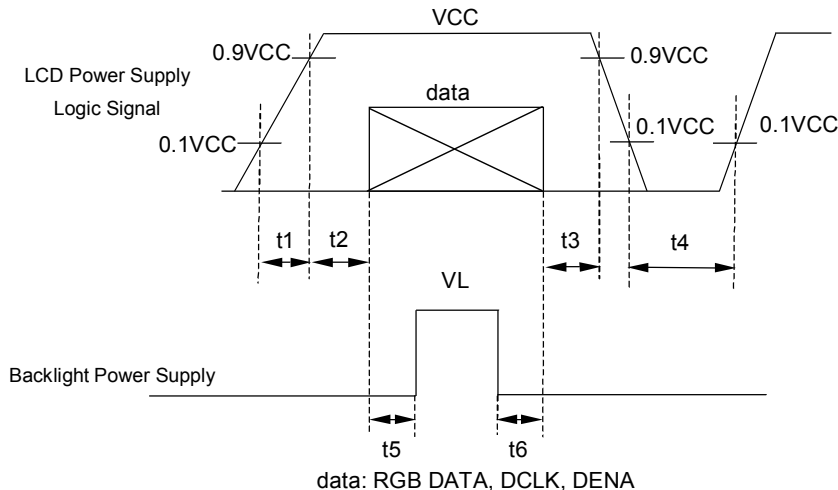 VCC
0.9VCC
0.9VCC
LCD Power Supply
Logic Signal
data
0.1VCC
0.1VCC
0.1VCC
t1
t2
t3
t4
VL
Backlight Power Supply
t5
t6
data: RGB DATA, DCLK, DENA